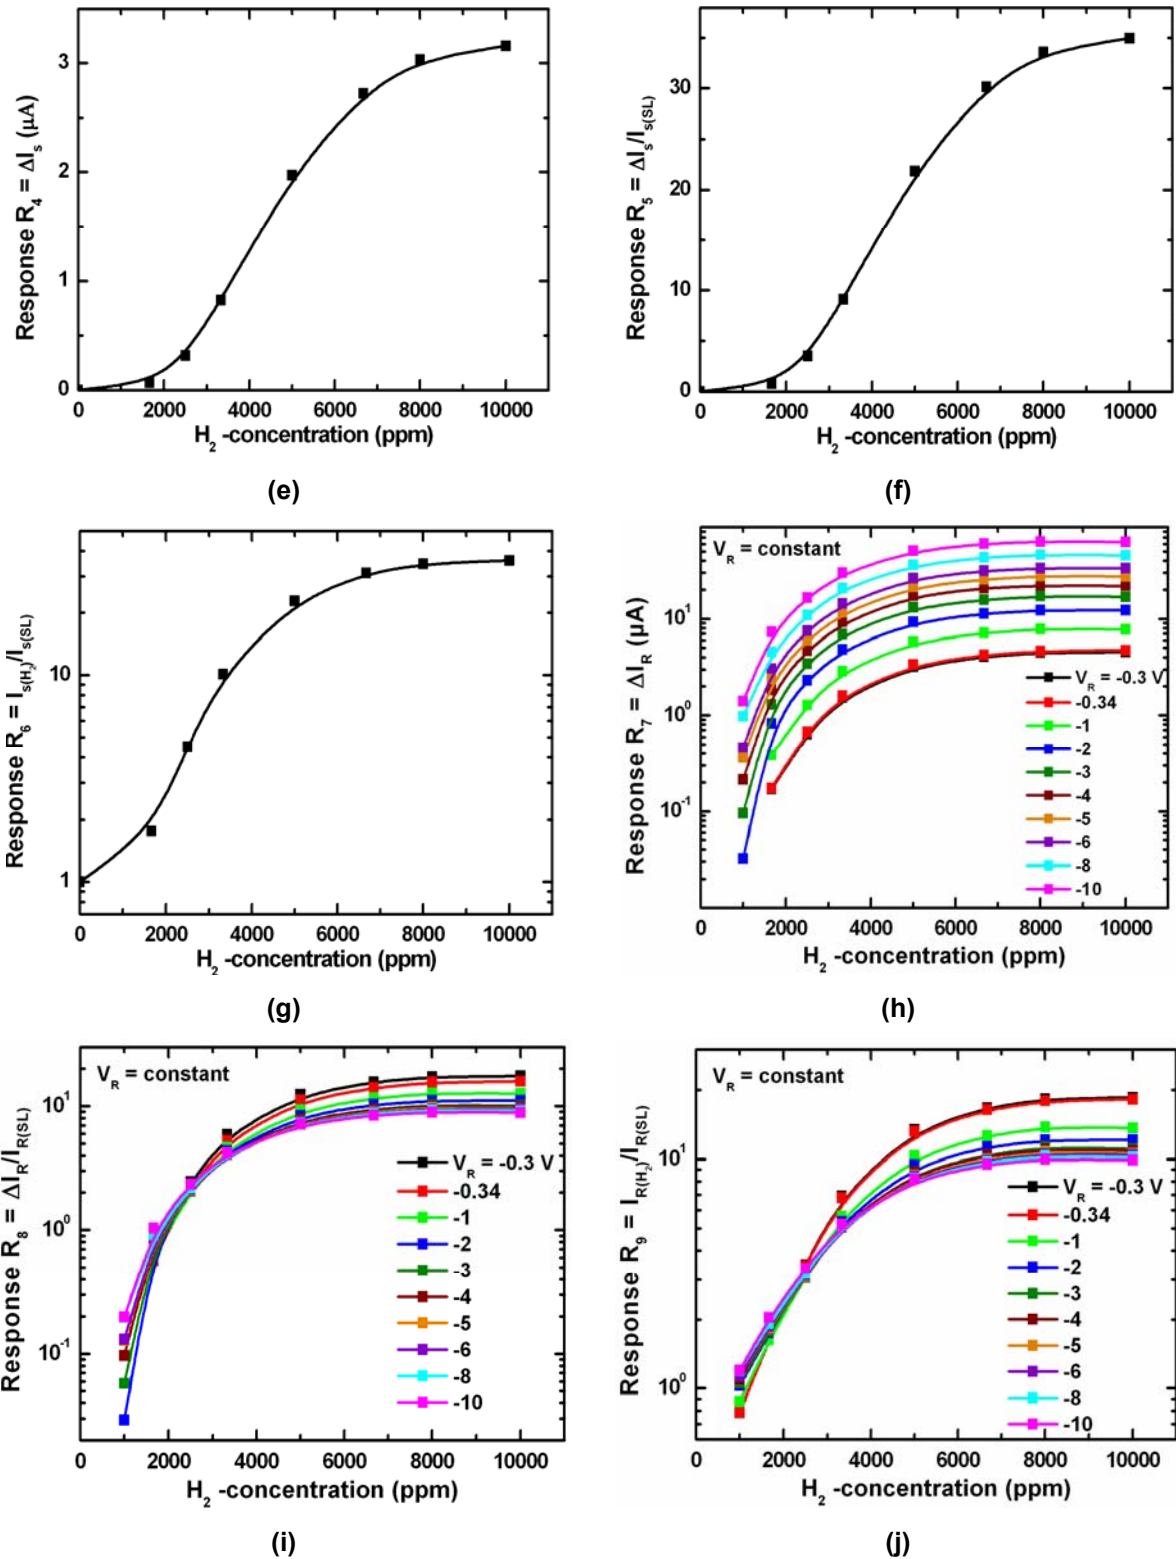 Response R4 = ΔIs (μA)
3
2
1
0
0 2000 4000 6000 8000 10000
H2 -concentration (ppm)
(e)
Response R5 = ΔIs/Is(SL)
30
20
10
0
0 2000 4000 6000 8000 10000
H2 -concentration (ppm)
(f)
Response R6 = Is(H2)/Is(SL)
10
1
0 2000 4000 6000 8000 10000
H2 -concentration (ppm)
(g)
VR = constant
Response R7 = ΔIR (μA)
10^1
10^0
10^-1
VR = -0.3 V
-0.34
-1
-2
-3
-4
-5
-6
-8
-10
0 2000 4000 6000 8000 10000
H2 -concentration (ppm)
(h)
VR = constant
Response R8 = ΔIR/IR(SL)
10^1
10^0
10^-1
VR = -0.3 V
-0.34
-1
-2
-3
-4
-5
-6
-8
-10
0 2000 4000 6000 8000 10000
H2 -concentration (ppm)
(i)
VR = constant
Response R9 = IR(H2)/IR(SL)
10^1
10^0
VR = -0.3 V
-0.34
-1
-2
-3
-4
-5
-6
-8
-10
0 2000 4000 6000 8000 10000
H2 -concentration (ppm)
(j)